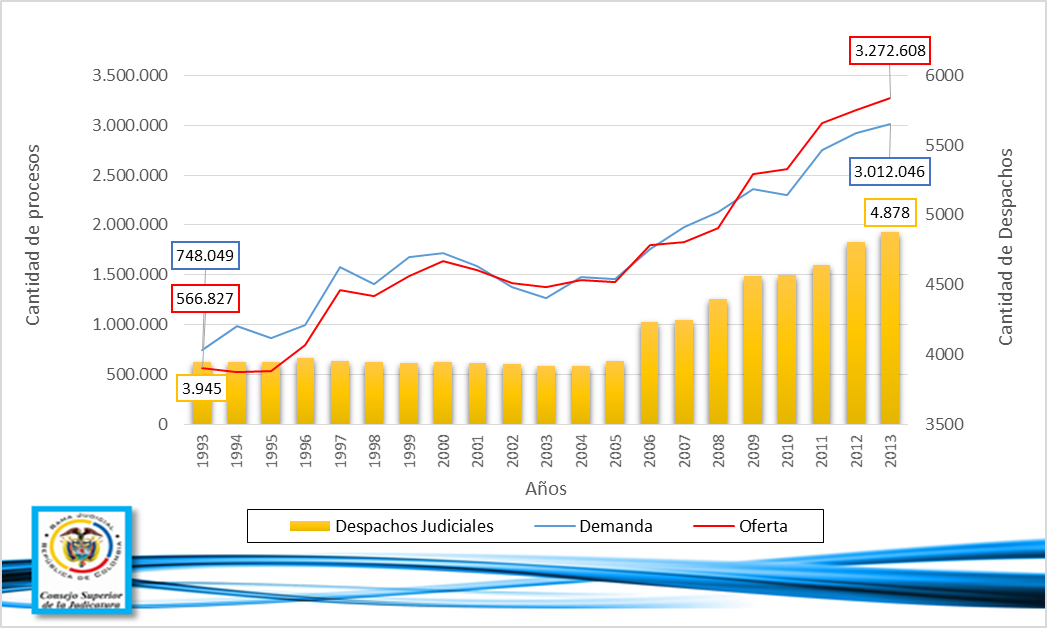 3.272.608
3.500.000
3.000.000
2.500.000
2.000.000
1.500.000
1.000.000
500.000
0
6000
5500
5000
4500
4000
3500
Cantidad de procesos
Cantidad de Despachos
3.012.046
4.878
748.049
566.827
3.945
1993 1994 1995 1996 1997 1998 1999 2000 2001 2002 2003 2004 2005 2006 2007 2008 2009 2010 2011 2012 2013
Años
Despachos Judiciales Demanda Oferta
RAMA JUDICIAL
REPÚBLICA DE COLOMBIA
Consejo Superior
de la Judicatura